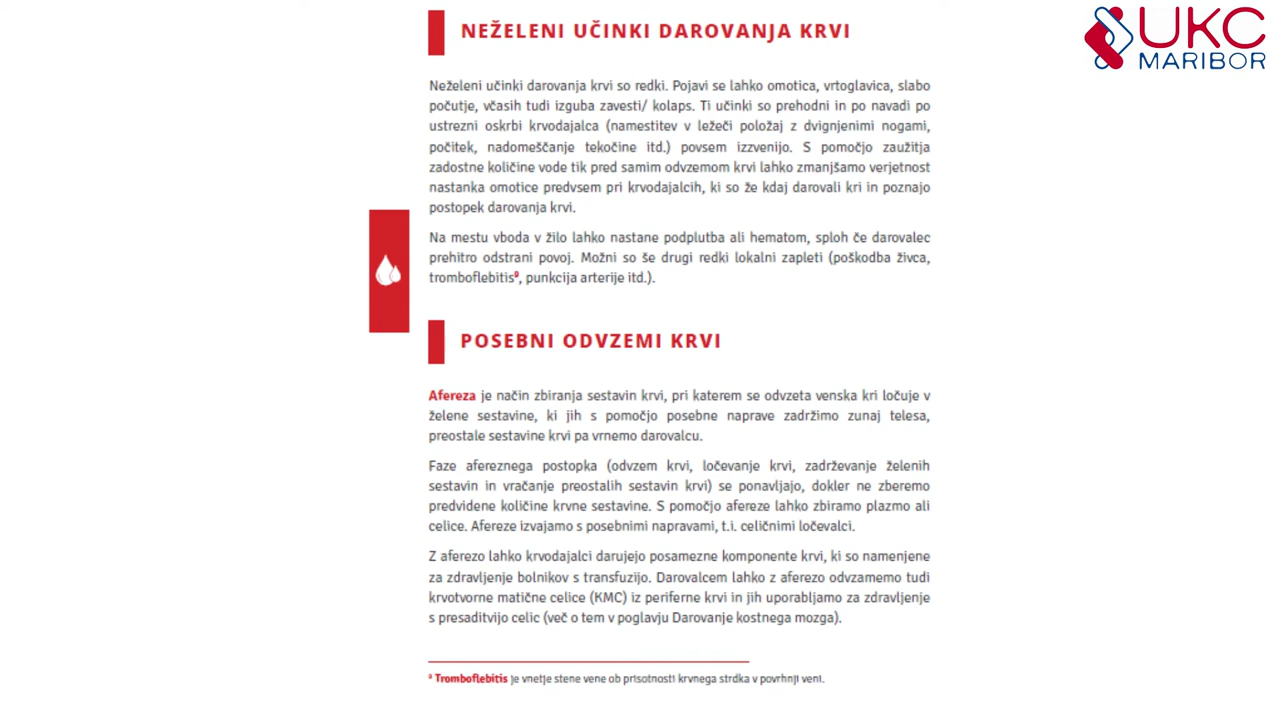 NEŽELENI UČINKI DAROVANJA KRVI
UKC
MARIBOR
Neželeni učinki darovanja krvi so redki. Pojavi se lahko omotica, vrtoglavica, slabo
počutje, včasih tudi izguba zavesti/ kolaps. Ti učinki so prehodni in po navadi po
ustrezni oskrbi krvodajalca (namestitev v ležeči položaj z dvignjenimi nogami,
počitek, nadomeščanje tekočine itd.) povsem izzvenijo. S pomočjo zaužitja
zadostne količine vode tik pred samim odvzemom krvi lahko zmanjšamo verjetnost
nastanka omotice predvsem pri krvodajalcih, ki so že kdaj darovali kri in poznajo
postopek darovanja krvi.
Na mestu vboda v žilo lahko nastane podplutba ali hematom, sploh če darovalec
prehitro odstrani povoj. Možni so še drugi redki lokalni zapleti (poškodba živca,
tromboflebitis⁹, punkcija arterije itd.).
POSEBNI ODVZEMI KRVI
Afereza je način zbiranja sestavin krvi, pri katerem se odvzeta venska kri ločuje v
želene sestavine, ki jih s pomočjo posebne naprave zadržimo zunaj telesa,
preostale sestavine krvi pa vrnemo darovalcu.
Faze afereznega postopka (odvzem krvi, ločevanje krvi, zadrževanje želenih
sestavin in vračanje preostalih sestavin krvi) se ponavljajo, dokler ne zberemo
predvidene količine krvne sestavine. S pomočjo afereze lahko zbiramo plazmo ali
celice. Afereze izvajamo s posebnimi napravami, t.i. celičnimi ločevalci.
Z aferezo lahko krvodajalci darujejo posamezne komponente krvi, ki so namenjene
za zdravljenje bolnikov s transfuzijo. Darovalcem lahko z aferezo odvzamemo tudi
krvotvorne matične celice (KMC) iz periferne krvi in jih uporabljamo za zdravljenje
s presaditvijo celic (več o tem v poglavju Darovanje kostnega mozga).
⁹ Tromboflebitis je vnetje stene vene ob prisotnosti krvnega strdka v površnji veni.